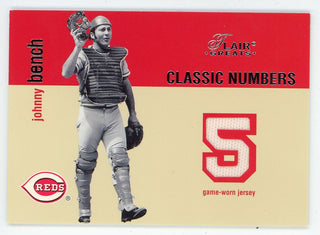 FLAIR
GREATS
CLASSIC NUMBERS
johnny bench
5
game-worn jersey
REDS